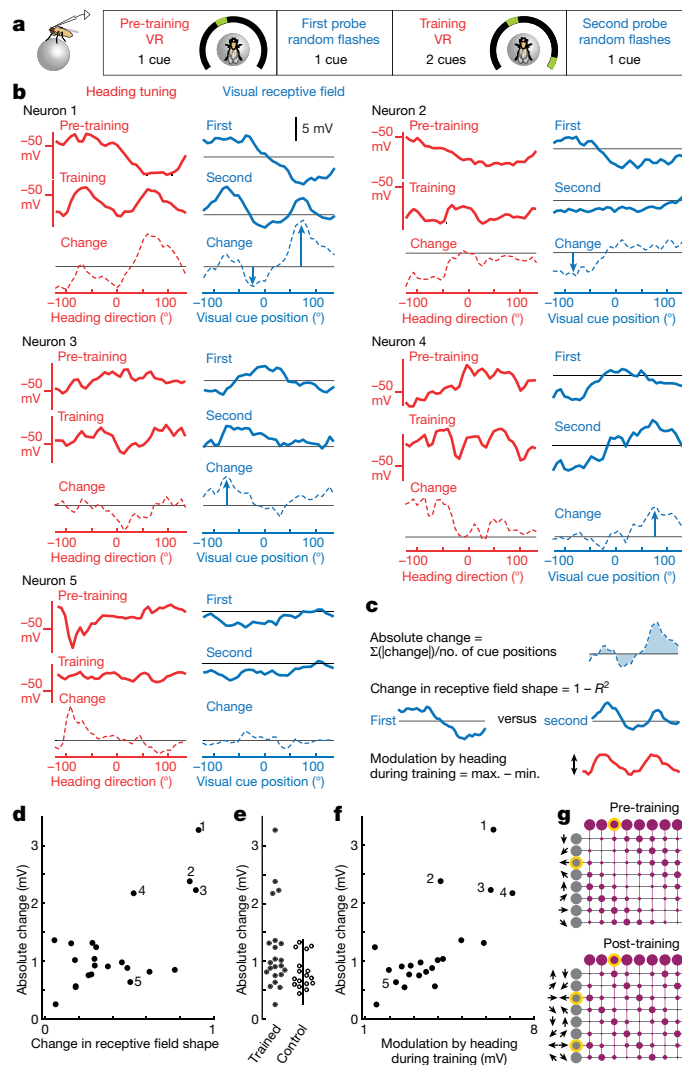 a
Pre-training
VR
1 cue
First probe
random flashes
1 cue
Training
VR
2 cues
Second probe
random flashes
1 cue
b
Heading tuning
Visual receptive field
Neuron 1
Pre-training
–50
mV
Training
–50
mV
Change
–100 0 100
Heading direction (°)
First
5 mV
Second
Change
–100 0 100
Visual cue position (°)
Neuron 2
Pre-training
–50
mV
Training
–50
mV
Change
–100 0 100
Heading direction (°)
First
Second
Change
–100 0 100
Visual cue position (°)
Neuron 3
Pre-training
–50
mV
Training
–50
mV
Change
–100 0 100
Heading direction (°)
First
Second
Change
–100 0 100
Visual cue position (°)
Neuron 4
Pre-training
–50
mV
Training
–50
mV
Change
–100 0 100
Heading direction (°)
First
Second
Change
–100 0 100
Visual cue position (°)
Neuron 5
Pre-training
–50
mV
Training
–50
mV
Change
–100 0 100
Heading direction (°)
First
Second
Change
–100 0 100
Visual cue position (°)
c
Absolute change =
Σ(|change|)/no. of cue positions
Change in receptive field shape = 1 – R²
First versus second
Modulation by heading
during training = max. – min.
d
Absolute change (mV)
3
2
1
0
1
2
3
4
5
0 1
Change in receptive field shape
e
Absolute change (mV)
3
2
1
0
Trained
Control
f
Absolute change (mV)
3
2
1
0
1
2
3
4
5
1 8
Modulation by heading
during training (mV)
g
Pre-training
Post-training